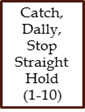 Catch,
Dally,
Stop
Straight
Hold
(1-10)